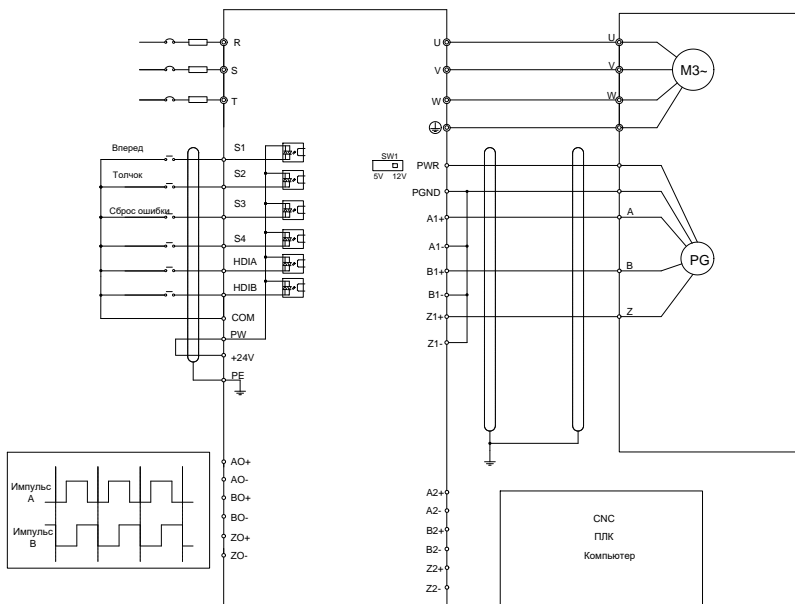 R
S
T
U
V
W
U
V
W
M3~
Вперед
Толчок
Сброс ошибки
S1
S2
S3
S4
HDIA
HDIB
COM
PW
+24V
PE
SW1
5V 12V
PWR
PGND
A1+
A1-
B1+
B1-
Z1+
Z1-
A
B
Z
PG
Импульс
A
Импульс
B
AO+
AO-
BO+
BO-
ZO+
ZO-
A2+
A2-
B2+
B2-
Z2+
Z2-
CNC
ПЛК
Компьютер